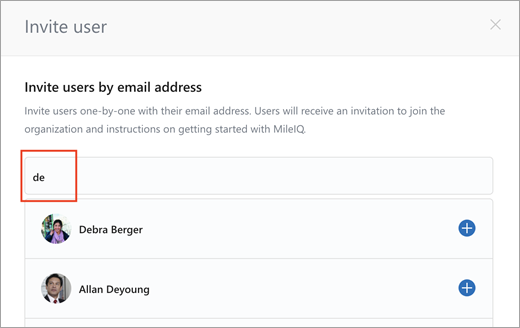 Invite user
Invite users by email address
Invite users one-by-one with their email address. Users will receive an invitation to join the
organization and instructions on getting started with MileIQ.
de
Debra Berger
Allan Deyoung